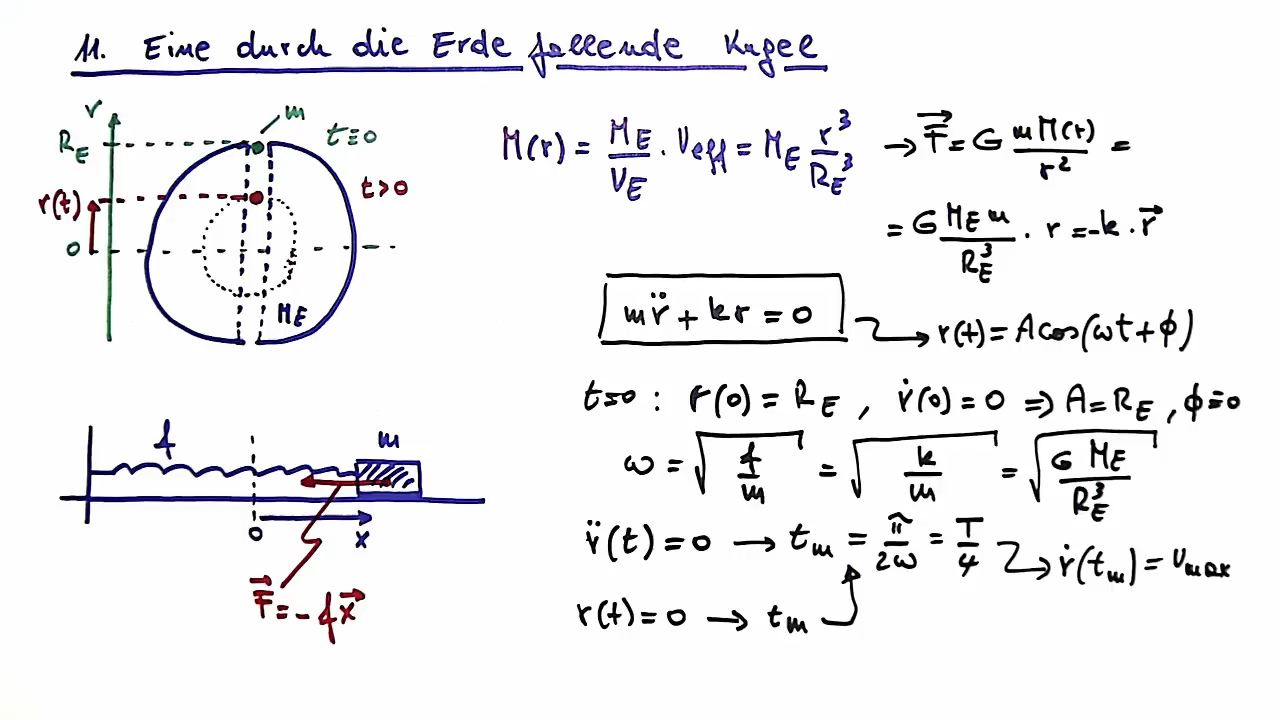 11. Eine durch die Erde fallende Kugel
r
m
R_E
t=0
r(t)
t>0
0
M_E
M(r) = M_E/V_E · V_eff = M_E r³/R_E³
→ F⃗ = G m M(r)/r² =
= G M_E m/R_E³ · r = -k · r⃗
mr̈ + kr = 0
r(t) = A cos(ωt + ϕ)
t=0 : r(0) = R_E , ṙ(0) = 0 ⇒ A = R_E , ϕ = 0
ω = √(f/m) = √(k/m) = √(G M_E/R_E³)
r̈(t) = 0 → t_m = π/2ω = T/4
ṙ(t_m) = v_max
r(t) = 0 → t_m
f
m
0
x
F⃗ = -f x⃗